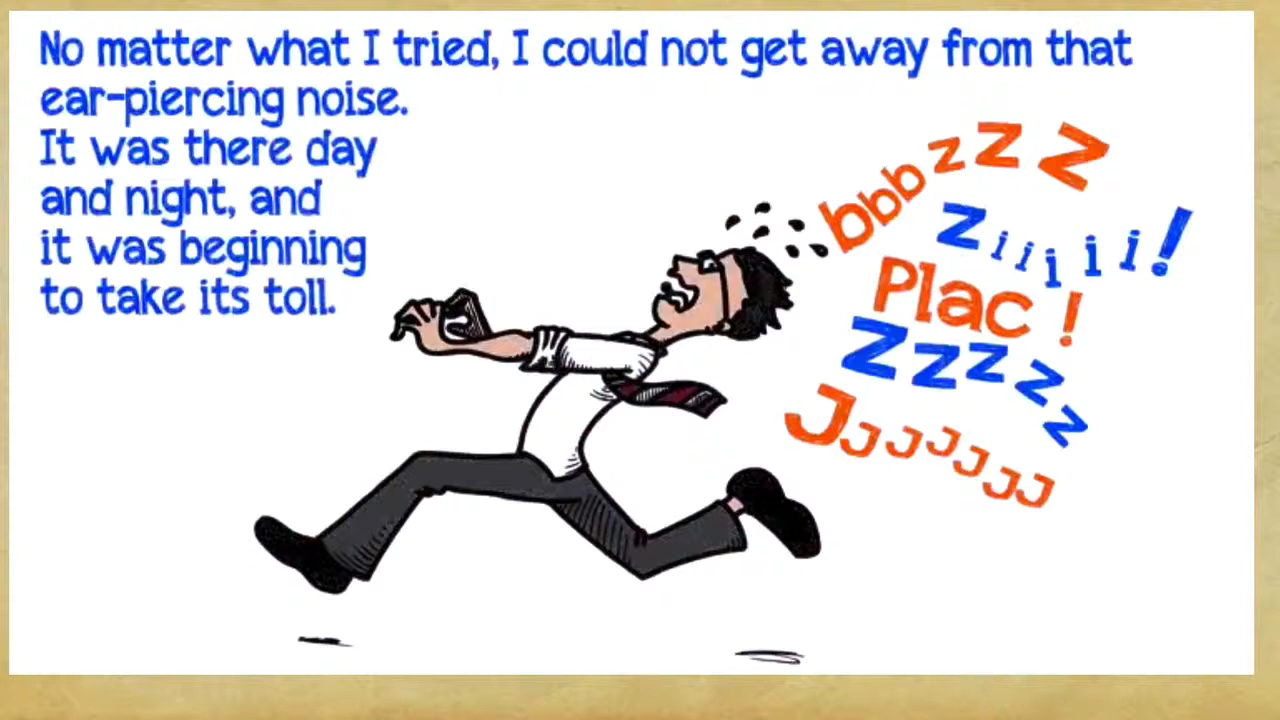 No matter what I tried, I could not get away from that
ear-piercing noise.
It was there day
and night, and
it was beginning
to take its toll.
bbbzzz
Ziiiii!
Plac!
Zzzzz
JJJJJJJ